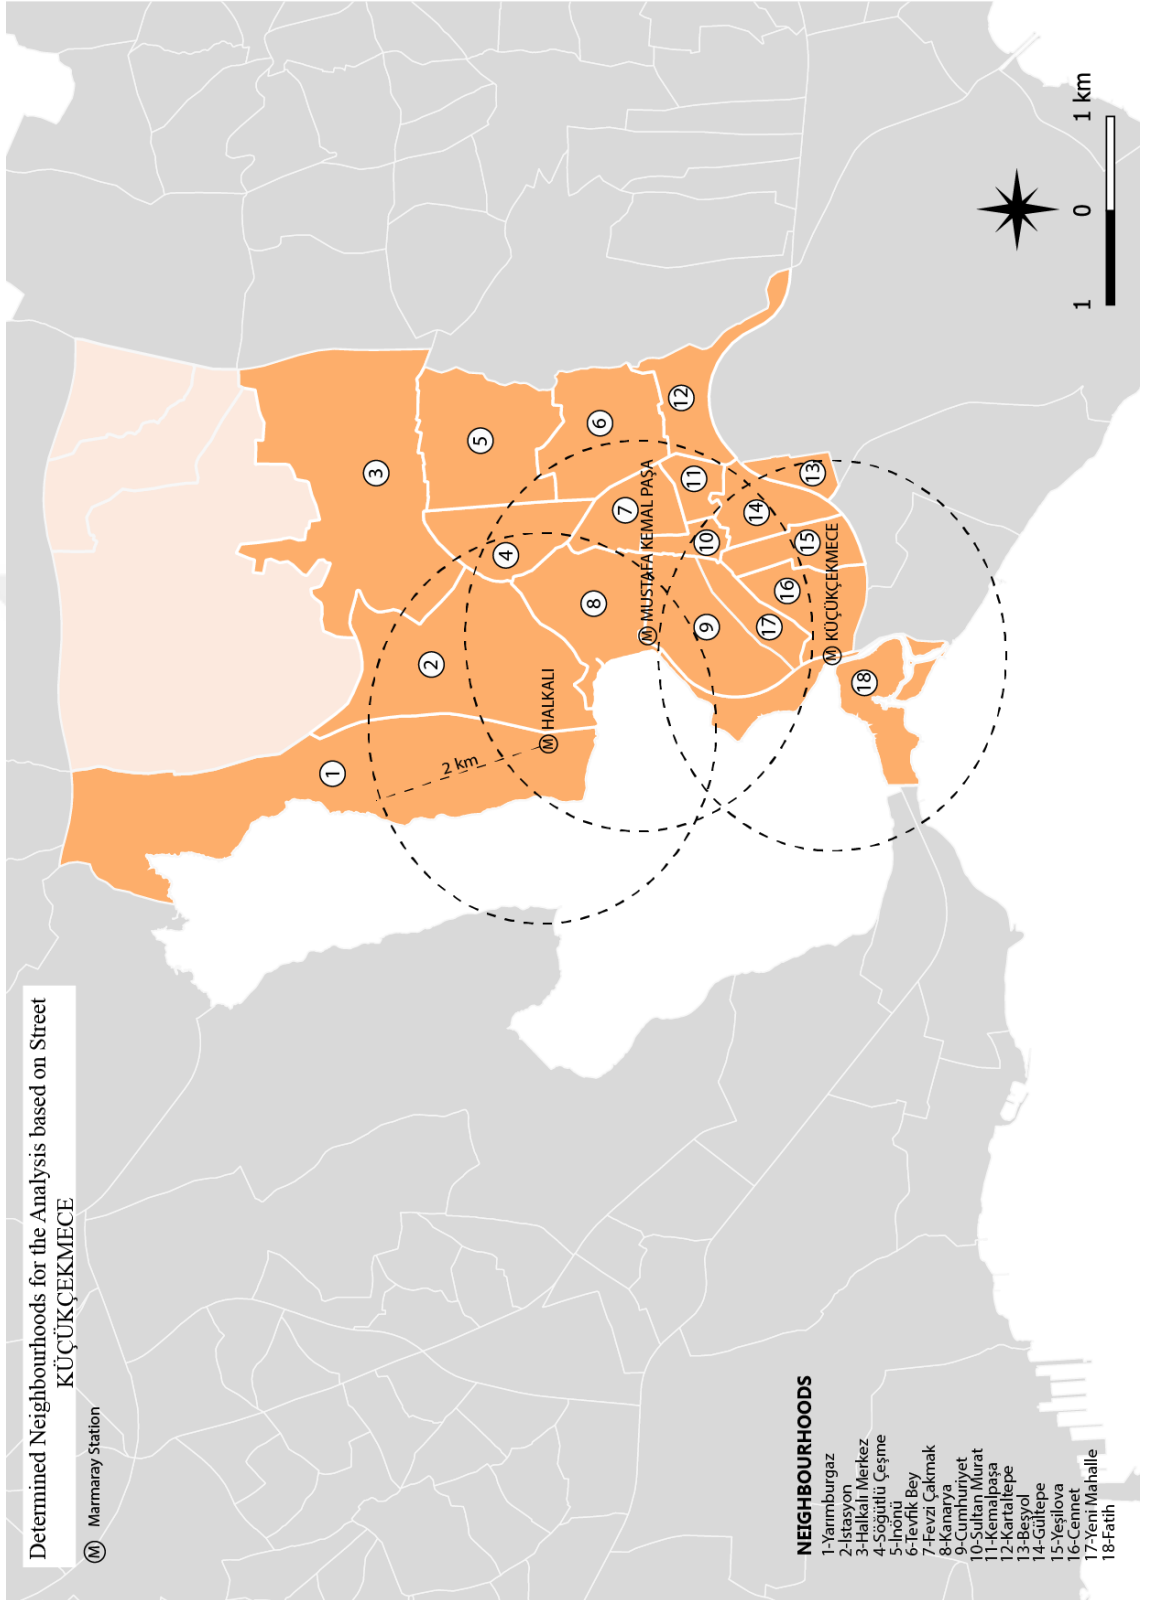 Determined Neighbourhoods for the Analysis based on Street
KÜÇÜKÇEKMECE
M Marmaray Station
1
2
3
4
5
6
7
8
9
10
11
12
13
14
15
16
17
18
2 km
M HALKALI
M MUSTAFA KEMAL PAŞA
M KÜÇÜKÇEKMECE
1 0 1 km
NEIGHBOURHOODS
1-Yarımburgaz
2-İstasyon
3-Halkalı Merkez
4-Söğütlü Çeşme
5-İnönü
6-Tevfik Bey
7-Fevzi Çakmak
8-Kanarya
9-Cumhuriyet
10-Sultan Murat
11-Kemalpaşa
12-Kartaltepe
13-Beşyol
14-Gültepe
15-Yeşilova
16-Cennet
17-Yeni Mahalle
18-Fatih